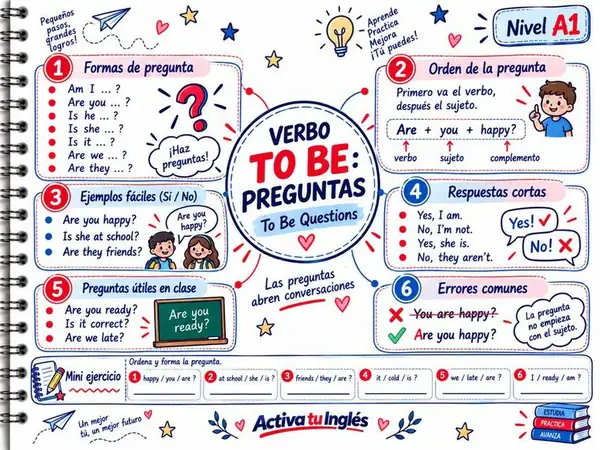 Pequeños
pasos,
grandes
logros!
Aprende
Practica
Mejora
¡Tú puedes!
Nivel A1
1 Formas de pregunta
Am I ... ?
Are you ... ?
Is he ... ?
Is she ... ?
Is it ... ?
Are we ... ?
Are they ... ?
¡Haz
preguntas!
VERBO
TO BE:
PREGUNTAS
To Be Questions
2 Orden de la pregunta
Primero va el verbo,
después el sujeto.
Are + you + happy?
verbo sujeto complemento
3 Ejemplos fáciles (Sí / No)
Are you happy?
Is she at school?
Are they friends?
Are you
happy?
4 Respuestas cortas
Yes, I am.
No, I'm not.
Yes, she is.
No, they aren't.
Yes!
No!
Las preguntas
abren conversaciones
5 Preguntas útiles en clase
Are you ready?
Is it correct?
Are we late?
Are you
ready?
6 Errores comunes
You are happy?
Are you happy?
La pregunta
no empieza
con el sujeto.
Mini ejercicio
Ordena y forma la pregunta.
1 happy / you / are ?
2 at school / she / is ?
3 friends / they / are ?
4 it / cold / is ?
5 we / late / are ?
6 I / ready / am ?
Un mejor
tú, un mejor futuro
Activa tu Inglés
ESTUDIA
PRACTICA
AVANZA